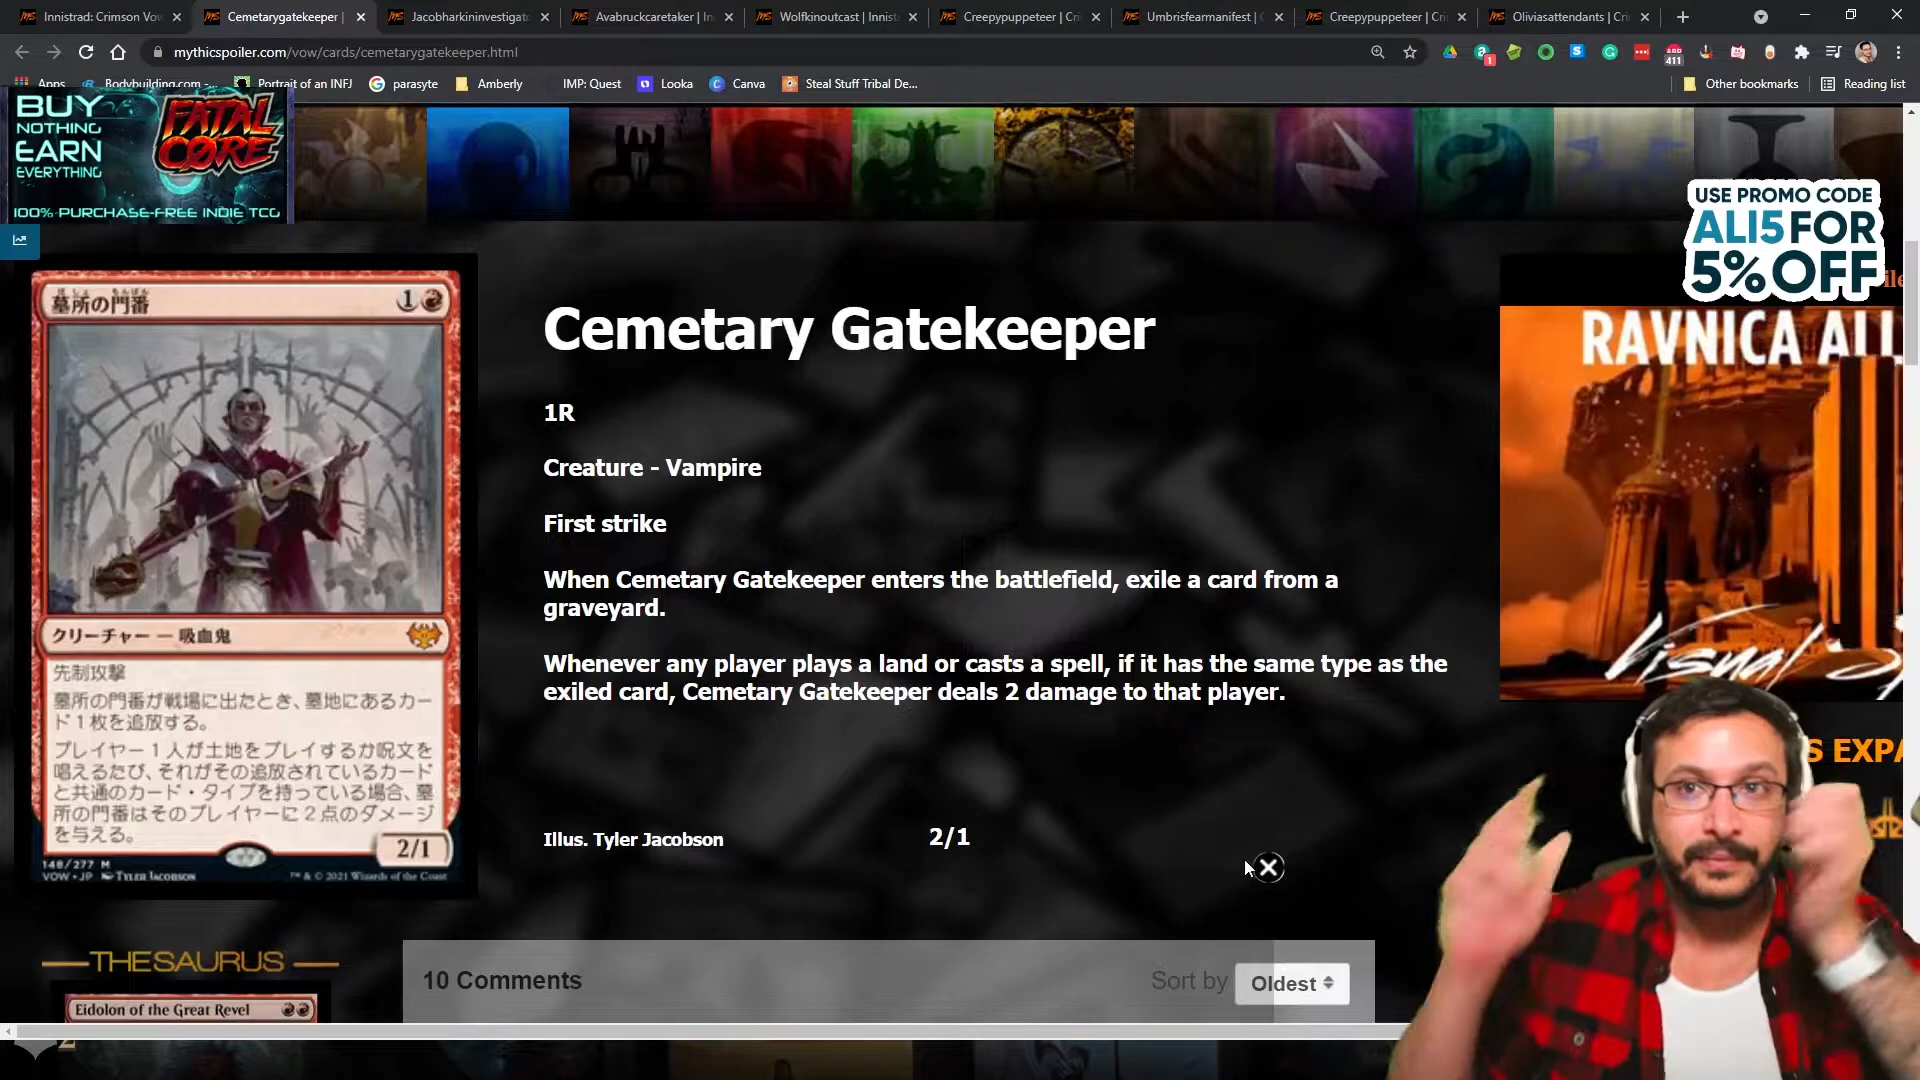 Innistrad: Crimson Vow
Cemetarygatekeeper |
Jacobharkininvestigat
Avabruckcaretaker | In
Wolfkinoutcast | Innist
Creepypuppeteer | Cri
Umbrisfearmanifest | C
Creepypuppeteer | Cri
Oliviasattendants | Cri
mythicspoiler.com/vow/cards/cemetarygatekeeper.html
1
411
Apps
Bodybuilding.com -...
Portrait of an INFJ
parasyte
Amberly
IMP: Quest
Looka
Canva
Steal Stuff Tribal De...
Other bookmarks
Reading list
BUY
NOTHING
EARN
EVERYTHING
FATAL
CORE
100% PURCHASE-FREE INDIE TCG
USE PROMO CODE
ALI5 FOR
5% OFF
墓所の門番
1
クリーチャー — 吸血鬼
先制攻撃
墓所の門番が戦場に出たとき、墓地にあるカー
ド1枚を追放する。
プレイヤー1人が土地をプレイするか呪文を
唱えるたび、それがその追放されているカード
と共通のカード・タイプを持っている場合、墓
所の門番はそのプレイヤーに2点のダメージ
を与える。
2/1
148/277 M
VOW • JP Tyler Jacobson
™ & © 2021 Wizards of the Coast
Cemetary Gatekeeper
1R
Creature - Vampire
First strike
When Cemetary Gatekeeper enters the battlefield, exile a card from a
graveyard.
Whenever any player plays a land or casts a spell, if it has the same type as the
exiled card, Cemetary Gatekeeper deals 2 damage to that player.
Illus. Tyler Jacobson
2/1
RAVNICA ALL
S EXPA
THESAURUS
Eidolon of the Great Revel
10 Comments
Sort by
Oldest